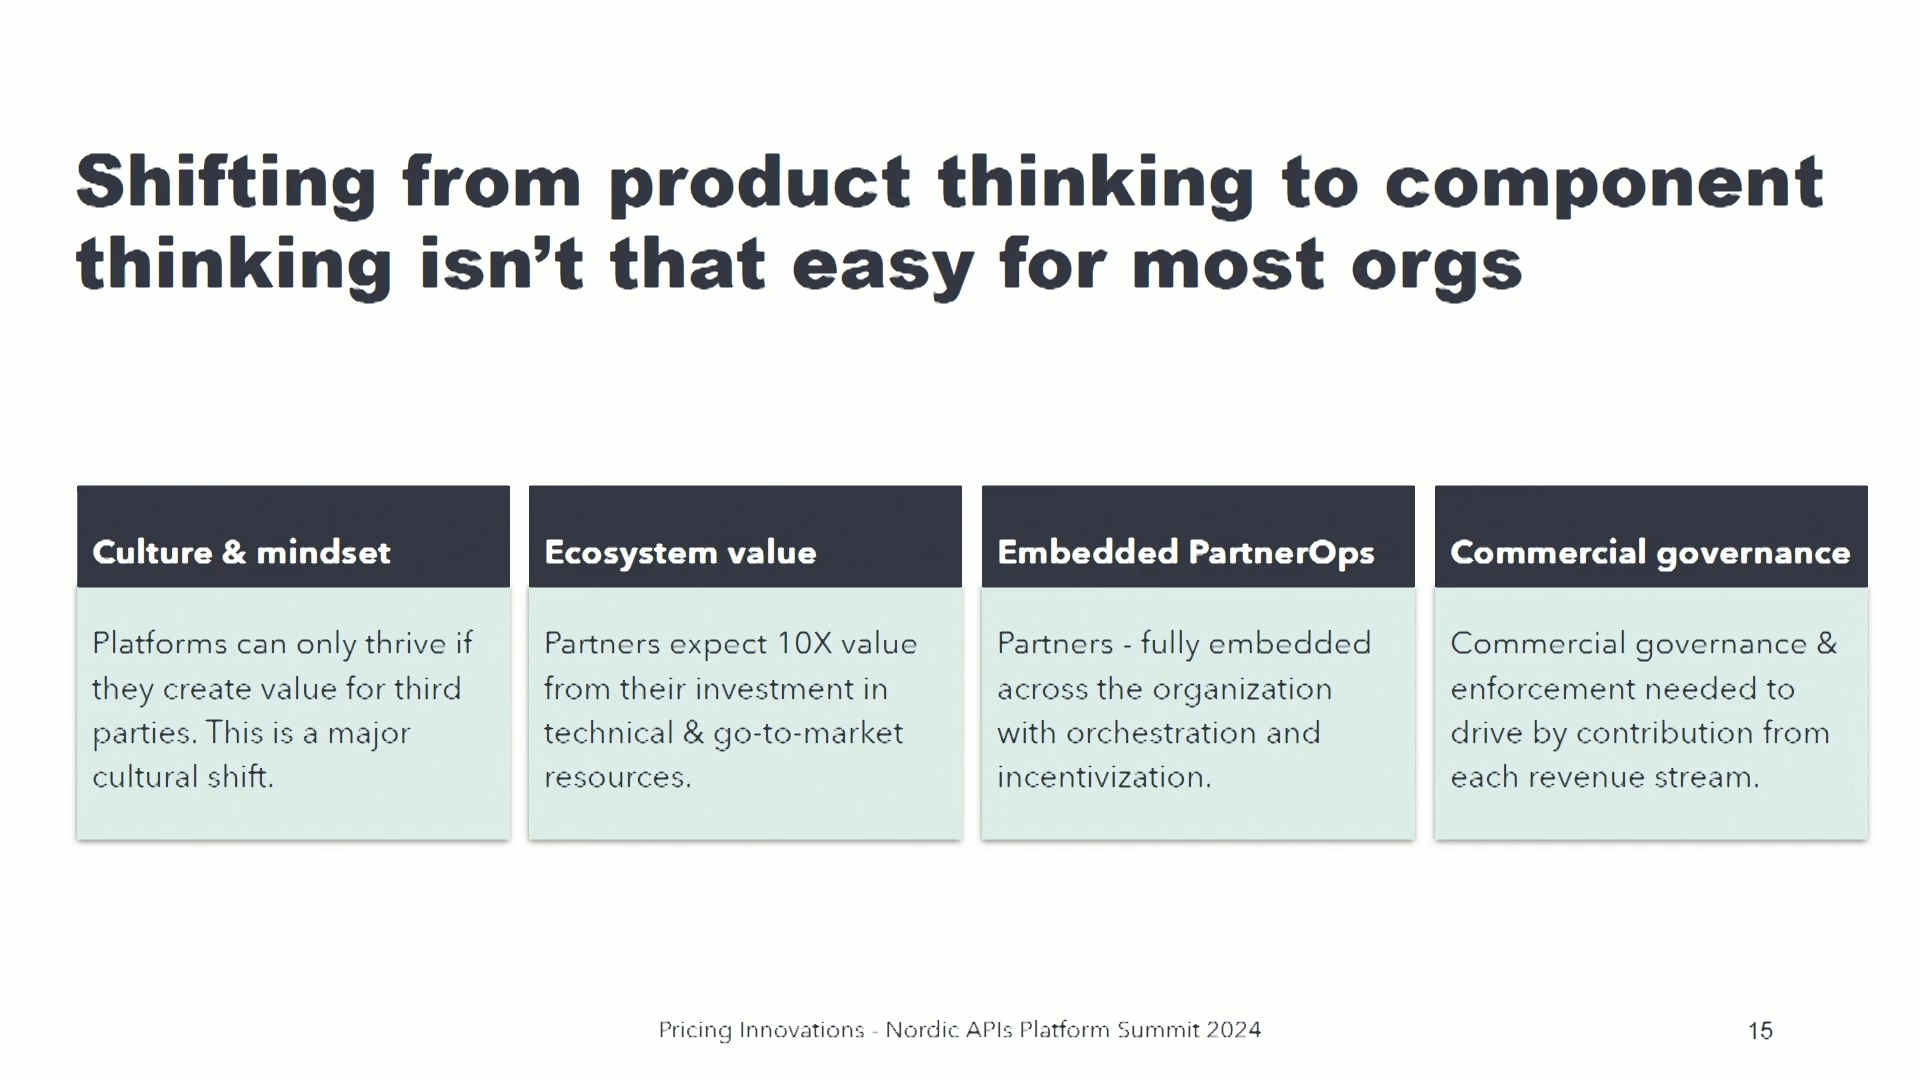 Shifting from product thinking to component
thinking isn’t that easy for most orgs
Culture & mindset
Platforms can only thrive if
they create value for third
parties. This is a major
cultural shift.
Ecosystem value
Partners expect 10X value
from their investment in
technical & go-to-market
resources.
Embedded PartnerOps
Partners - fully embedded
across the organization
with orchestration and
incentivization.
Commercial governance
Commercial governance &
enforcement needed to
drive by contribution from
each revenue stream.
Pricing Innovations - Nordic APIs Platform Summit 2024
15